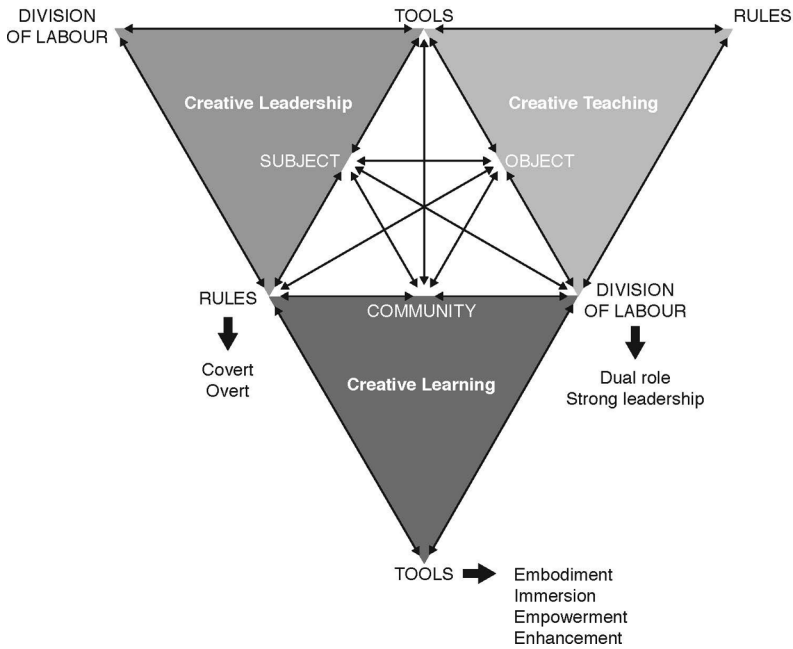 DIVISION
OF LABOUR
TOOLS
RULES
Creative Leadership
Creative Teaching
SUBJECT
OBJECT
RULES
COMMUNITY
DIVISION
OF LABOUR
Covert
Overt
Creative Learning
Dual role
Strong leadership
TOOLS
Embodiment
Immersion
Empowerment
Enhancement